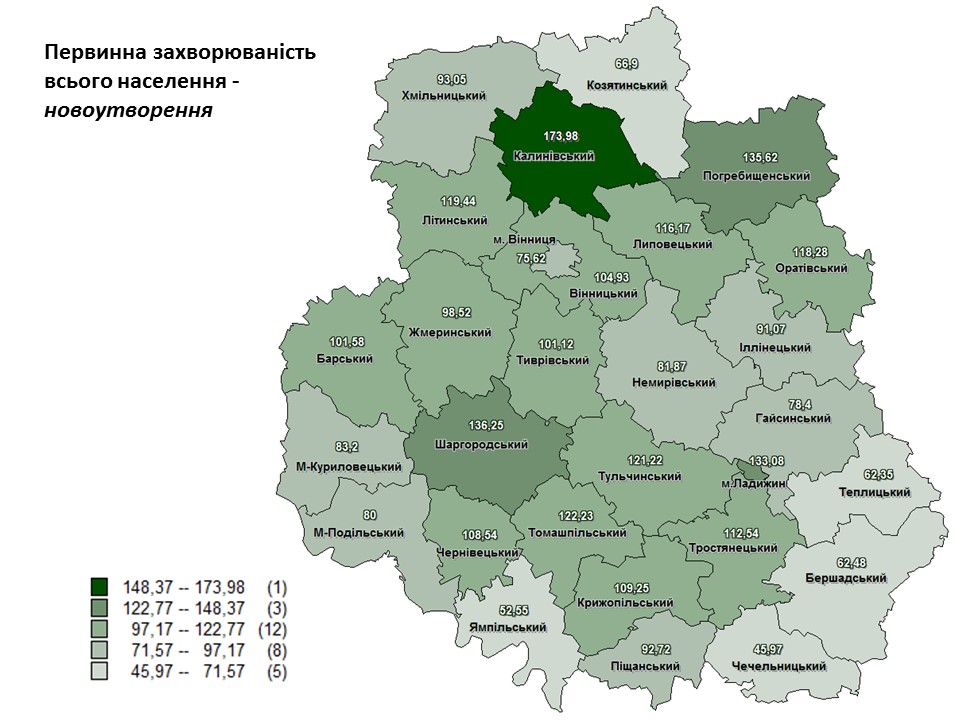 Первинна захворюваність
всього населення -
новоутворення
66,9
Козятинський
93,05
Хмільницький
173,98
Калинівський
135,62
Погребищенський
119,44
Літинський
116,17
Липовецький
м. Вінниця
75,62
118,28
Оратівський
104,93
Вінницький
98,52
Жмеринський
101,58
Барський
101,12
Тиврівський
91,07
Іллінецький
81,87
Немирівський
78,4
Гайсинський
136,25
Шаргородський
83,2
М-Куриловецький
121,22
Тульчинський
133,08
м.Ладижин
62,35
Теплицький
80
М-Подільський
122,23
Томашпільський
108,54
Чернівецький
112,54
Тростянецький
62,48
Бершадський
109,25
Крижопільський
52,55
Ямпільський
92,72
Піщанський
45,97
Чечельницький
148,37 -- 173,98 (1)
122,77 -- 148,37 (3)
97,17 -- 122,77 (12)
71,57 -- 97,17 (8)
45,97 -- 71,57 (5)